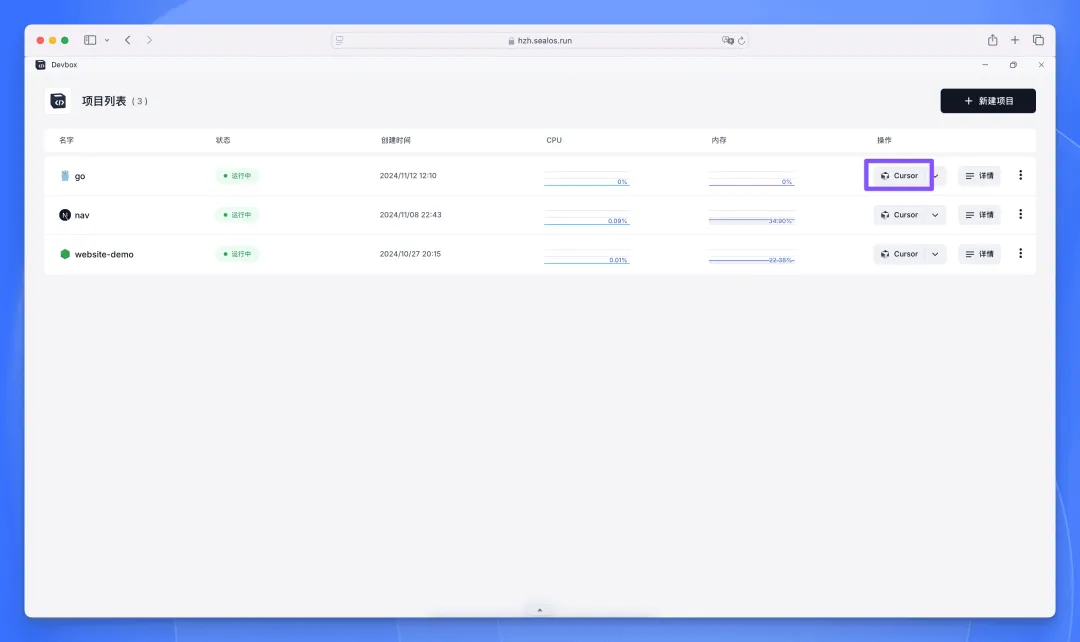 hzh.sealos.run
Devbox
项目列表 ( 3 )
+ 新建项目
名字 状态 创建时间 CPU 内存 操作
go 运行中 2024/11/12 12:10 0% 0% Cursor 详情
N nav 运行中 2024/11/08 22:43 0.09% 34.90% Cursor 详情
website-demo 运行中 2024/10/27 20:15 0.01% 22.35% Cursor 详情